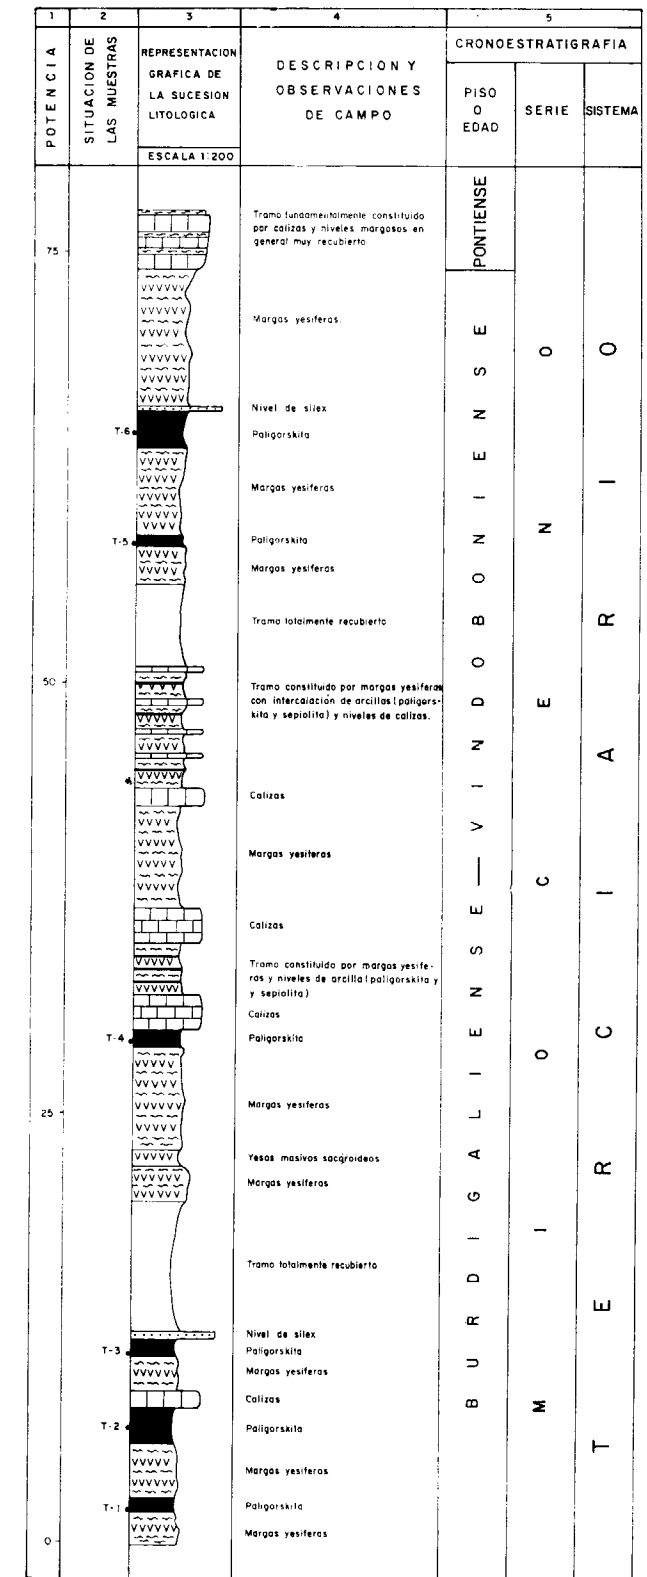 1 2 3 4 5
POTENCIA
SITUACION DE
LAS MUESTRAS
REPRESENTACION
GRAFICA DE
LA SUCESION
LITOLOGICA
ESCALA 1:200
DESCRIPCION Y
OBSERVACIONES
DE CAMPO
CRONOESTRATIGRAFIA
PISO
O
EDAD
SERIE
SISTEMA
PONTIENSE
BURDIGALIENSE — VINDOBONIENSE
MIOCENICO
TERCIARIO
Tramo fundamentalmente constituido
por calizas y niveles margosos en
general muy recubierto
75
Margas yesiferas.
Nivel de silex
T-6
Paligorskita
Margas yesiferas
T-5
Paligorskita
Margas yesiferas
Tramo totalmente recubierto
50
Tramo constituido por margas yesiferas
con intercalación de arcillas (paligors-
kita y sepiolita) y niveles de calizas.
Calizas
Margas yesiferas
Calizas
Tramo constituido por margas yesife-
ras y niveles de arcilla (paligorskita y
y sepiolita)
Calizas
T-4
Paligorskita
25
Margas yesiferas
Yesos masivos sacaroideos
Margas yesiferas
Tramo totalmente recubierto
Nivel de silex
T-3
Paligorskita
Margas yesiferas
Calizas
T-2
Paligorskita
Margas yesiferas
T-1
Paligorskita
Margas yesiferas
0